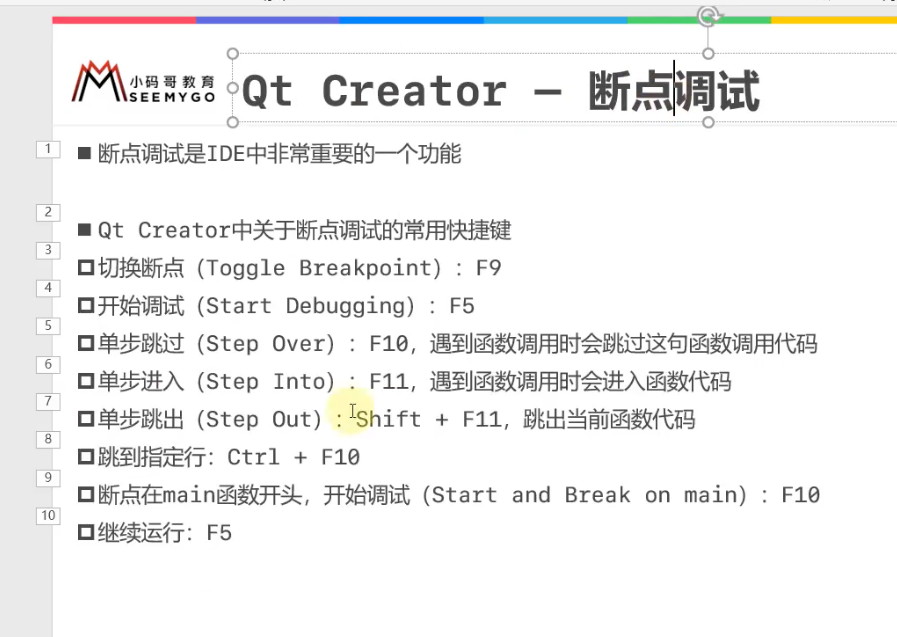 小码哥教育
SEEMYGO
Qt Creator – 断点调试
1
■ 断点调试是IDE中非常重要的一个功能
2
■ Qt Creator中关于断点调试的常用快捷键
3
切换断点（Toggle Breakpoint）：F9
4
开始调试（Start Debugging）：F5
5
单步跳过（Step Over）：F10，遇到函数调用时会跳过这句函数调用代码
6
单步进入（Step Into）：F11，遇到函数调用时会进入函数代码
7
单步跳出（Step Out）：Shift + F11，跳出当前函数代码
8
跳到指定行：Ctrl + F10
9
断点在main函数开头，开始调试（Start and Break on main）：F10
10
继续运行：F5